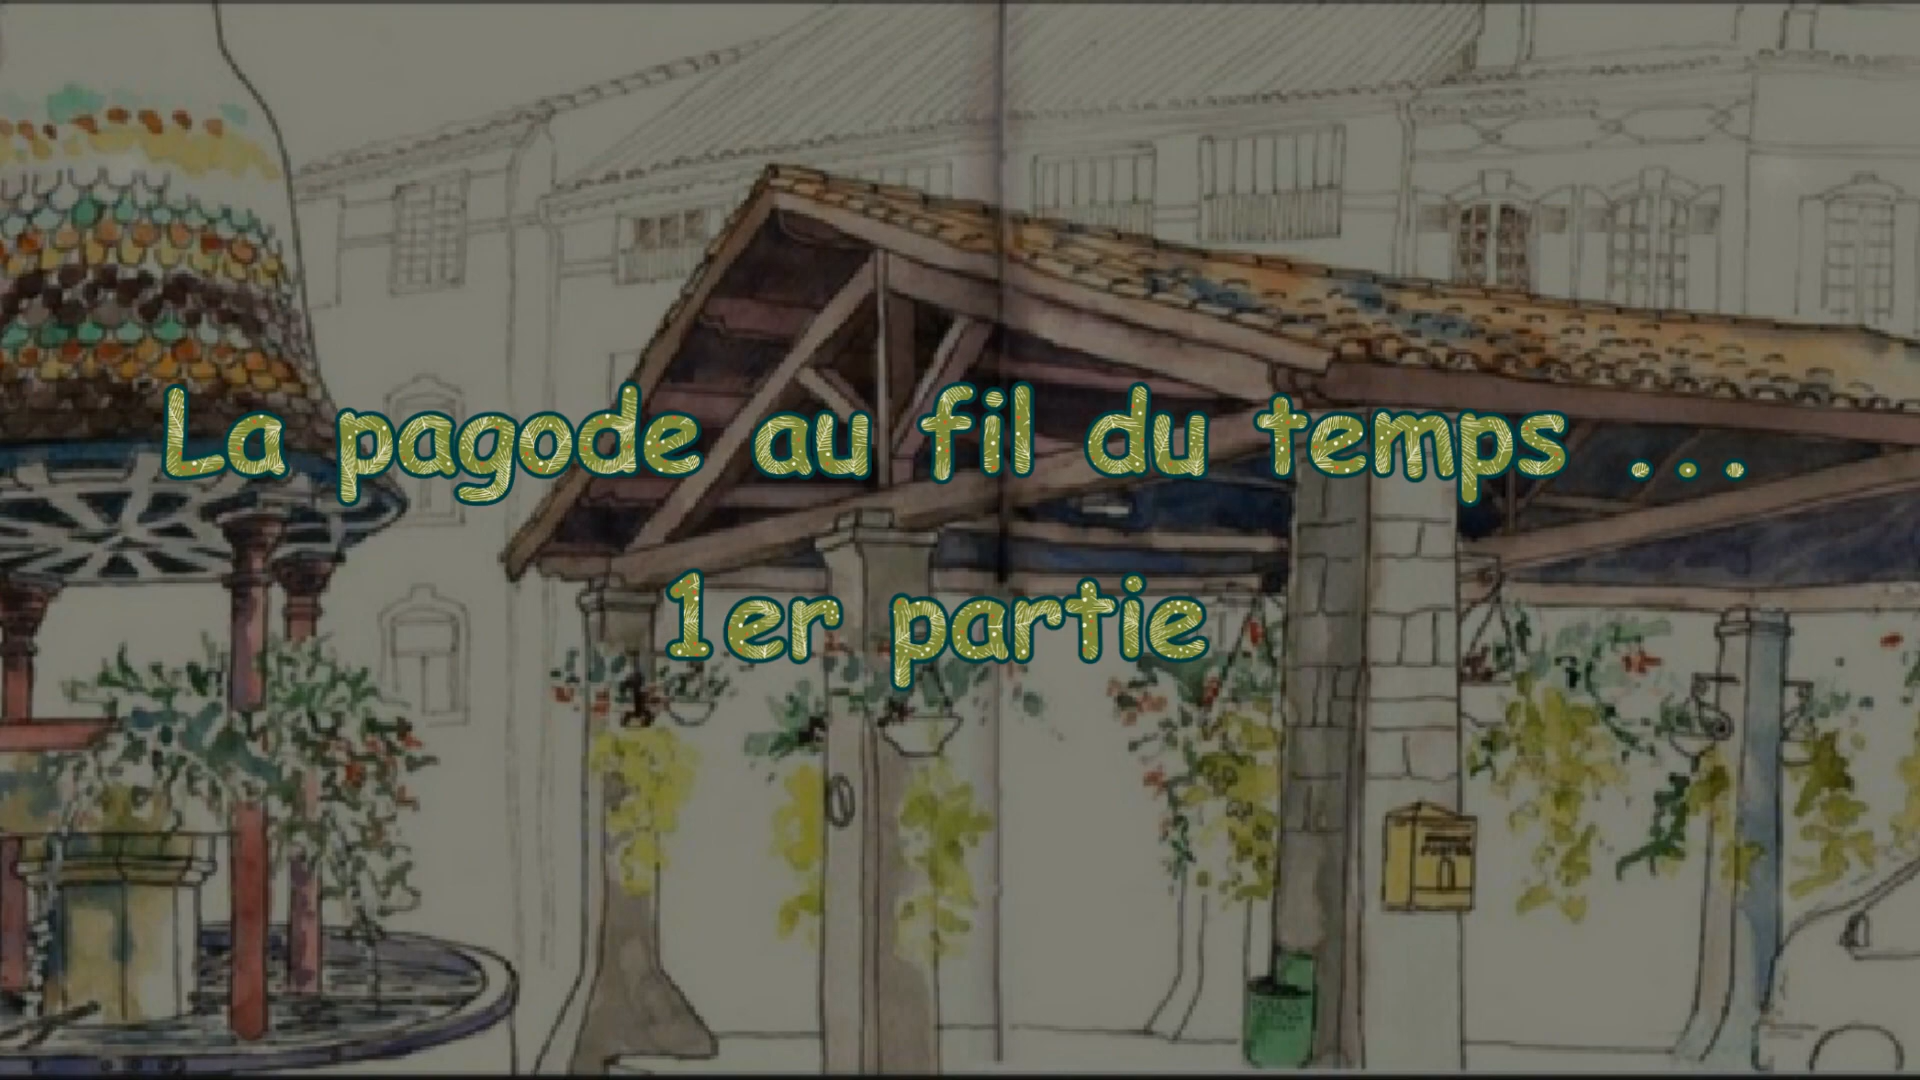 La pagode au fil du temps ...
1er partie